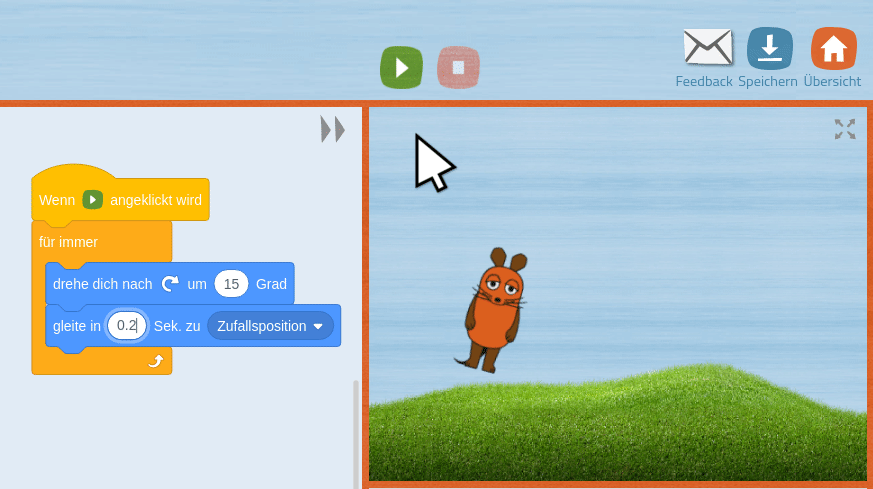 Feedback Speichern Übersicht
Wenn angeklickt wird
für immer
drehe dich nach um 15 Grad
gleite in 0.2 Sek. zu Zufallsposition